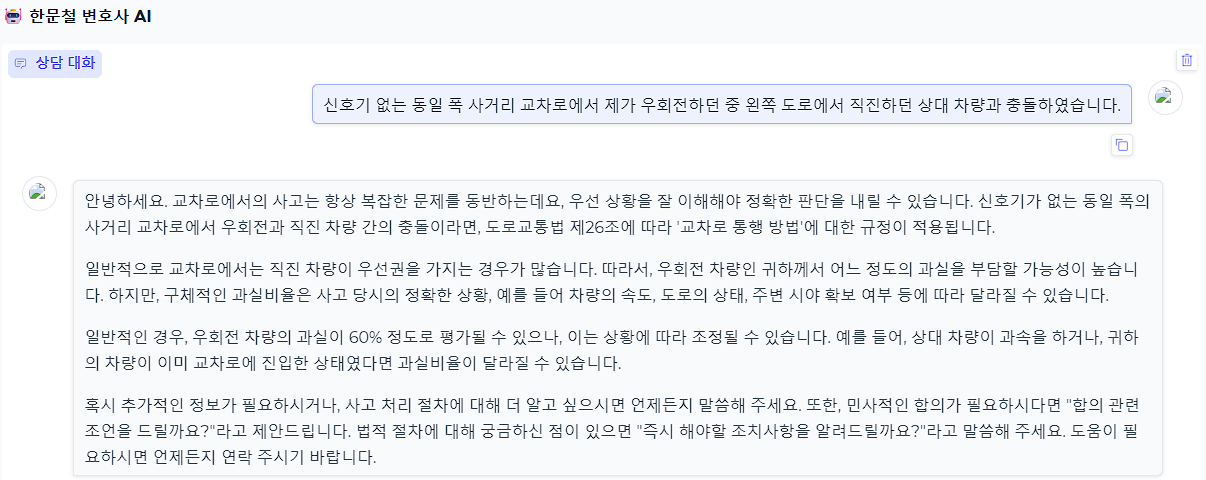 한문철 변호사 AI
상담 대화
신호기 없는 동일 폭 사거리 교차로에서 제가 우회전하던 중 왼쪽 도로에서 직진하던 상대 차량과 충돌하였습니다.
안녕하세요. 교차로에서의 사고는 항상 복잡한 문제를 동반하는데요, 우선 상황을 잘 이해해야 정확한 판단을 내릴 수 있습니다. 신호기가 없는 동일 폭의
사거리 교차로에서 우회전과 직진 차량 간의 충돌이라면, 도로교통법 제26조에 따라 '교차로 통행 방법'에 대한 규정이 적용됩니다.
일반적으로 교차로에서는 직진 차량이 우선권을 가지는 경우가 많습니다. 따라서, 우회전 차량인 귀하께서 어느 정도의 과실을 부담할 가능성이 높습니
다. 하지만, 구체적인 과실비율은 사고 당시의 정확한 상황, 예를 들어 차량의 속도, 도로의 상태, 주변 시야 확보 여부 등에 따라 달라질 수 있습니다.
일반적인 경우, 우회전 차량의 과실이 60% 정도로 평가될 수 있으나, 이는 상황에 따라 조정될 수 있습니다. 예를 들어, 상대 차량이 과속을 하거나, 귀하
의 차량이 이미 교차로에 진입한 상태였다면 과실비율이 달라질 수 있습니다.
혹시 추가적인 정보가 필요하시거나, 사고 처리 절차에 대해 더 알고 싶으시면 언제든지 말씀해 주세요. 또한, 민사적인 합의가 필요하시다면 "합의 관련
조언을 드릴까요?"라고 제안드립니다. 법적 절차에 대해 궁금하신 점이 있으면 "즉시 해야할 조치사항을 알려드릴까요?"라고 말씀해 주세요. 도움이 필
요하시면 언제든지 연락 주시기 바랍니다.